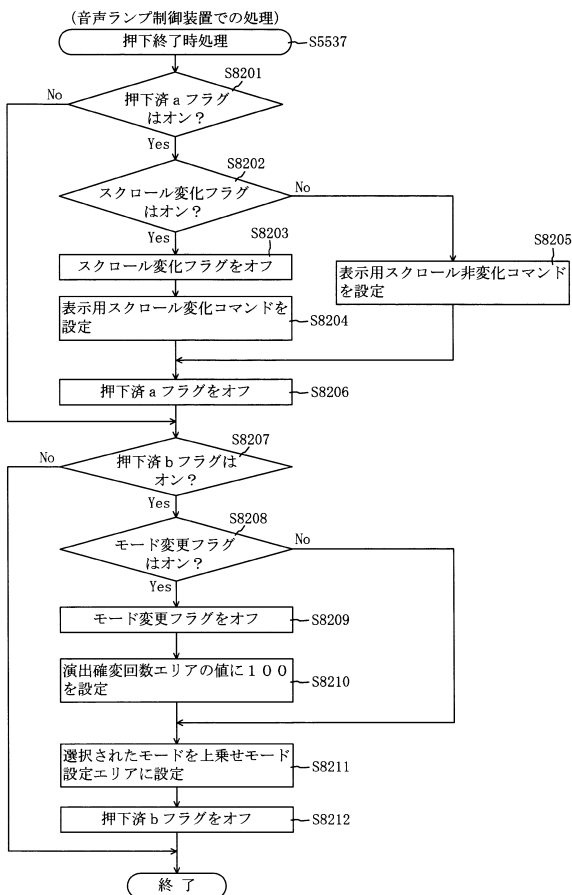 (音声ランプ制御装置での処理)
押下終了時処理
S5537
S8201
押下済aフラグ
はオン？
No
Yes
S8202
スクロール変化フラグ
はオン？
No
Yes
S8203
スクロール変化フラグをオフ
S8205
表示用スクロール非変化コマンド
を設定
表示用スクロール変化コマンドを
設定
S8204
押下済aフラグをオフ
S8206
S8207
押下済bフラグは
オン？
No
Yes
S8208
モード変更フラグ
はオン？
No
Yes
モード変更フラグをオフ
S8209
演出確変回数エリアの値に１００
を設定
S8210
選択されたモードを上乗せモード
設定エリアに設定
S8211
押下済bフラグをオフ
S8212
終了